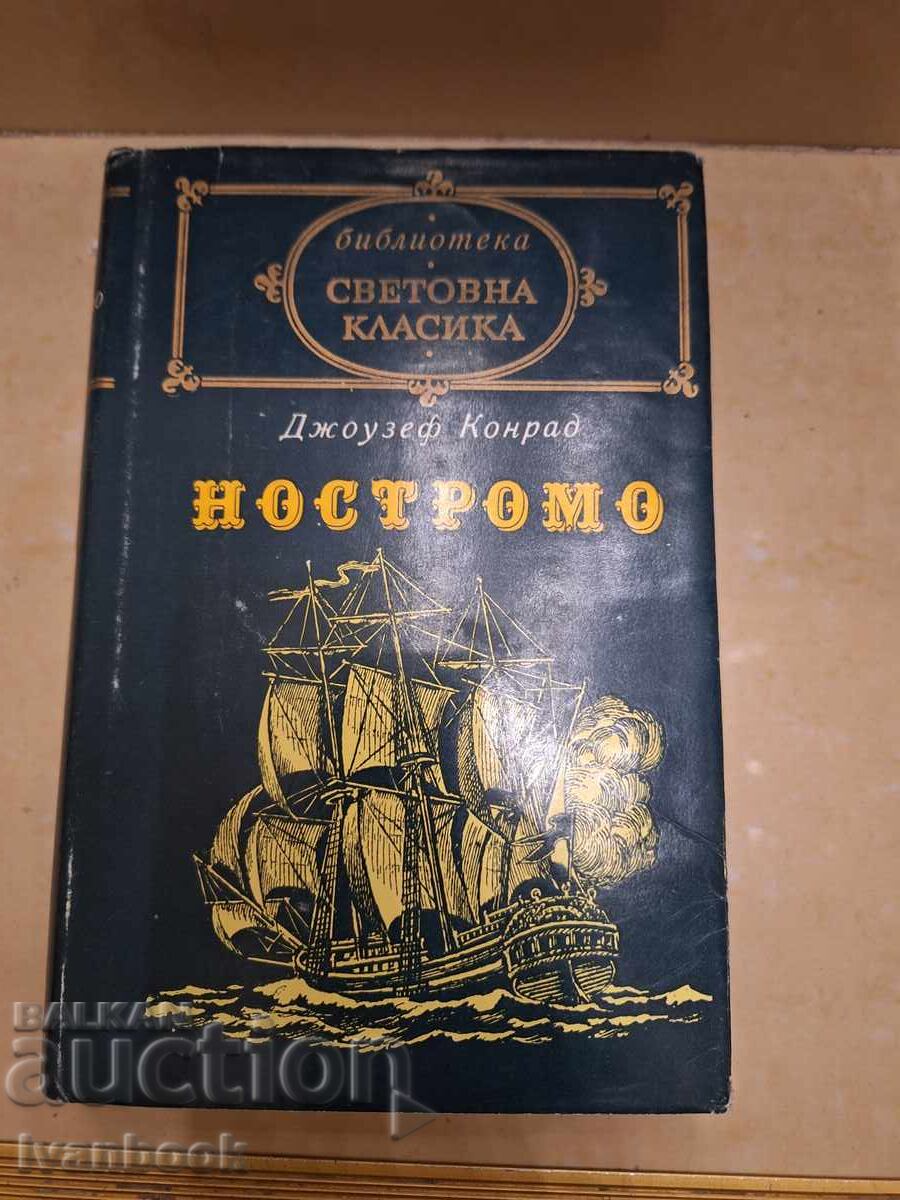 библиотека
СВЕТОВНА
КЛАСИКА
Джоузеф Конрад
НОСТРОМО
BALKAN
auction
Ivanbook